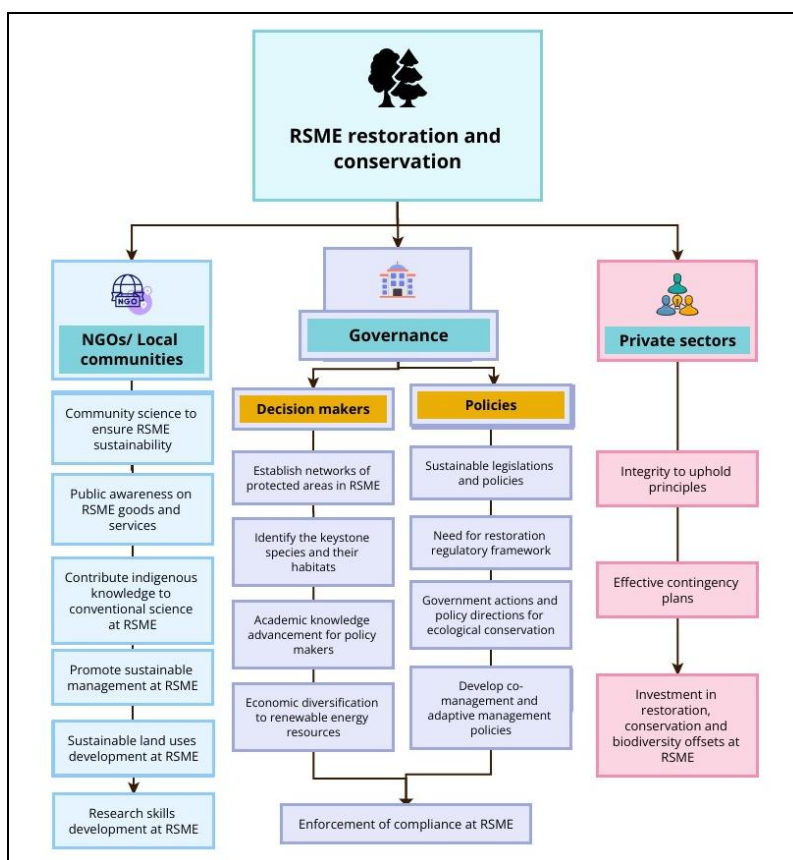 RSME restoration and
conservation
NGO
NGOs/ Local
communities
Community science to
ensure RSME
sustainability
Public awareness on
RSME goods and
services
Contribute indigenous
knowledge to
conventional science
at RSME
Promote sustainable
management at RSME
Sustainable land uses
development at RSME
Research skills
development at RSME
Governance
Decision makers
Establish networks of
protected areas in RSME
Identify the keystone
species and their
habitats
Academic knowledge
advancement for policy
makers
Economic diversification
to renewable energy
resources
Policies
Sustainable legislations
and policies
Need for restoration
regulatory framework
Government actions and
policy directions for
ecological conservation
Develop co-
management and
adaptive management
policies
Enforcement of compliance at RSME
Private sectors
Integrity to uphold
principles
Effective contingency
plans
Investment in
restoration,
conservation and
biodiversity offsets at
RSME